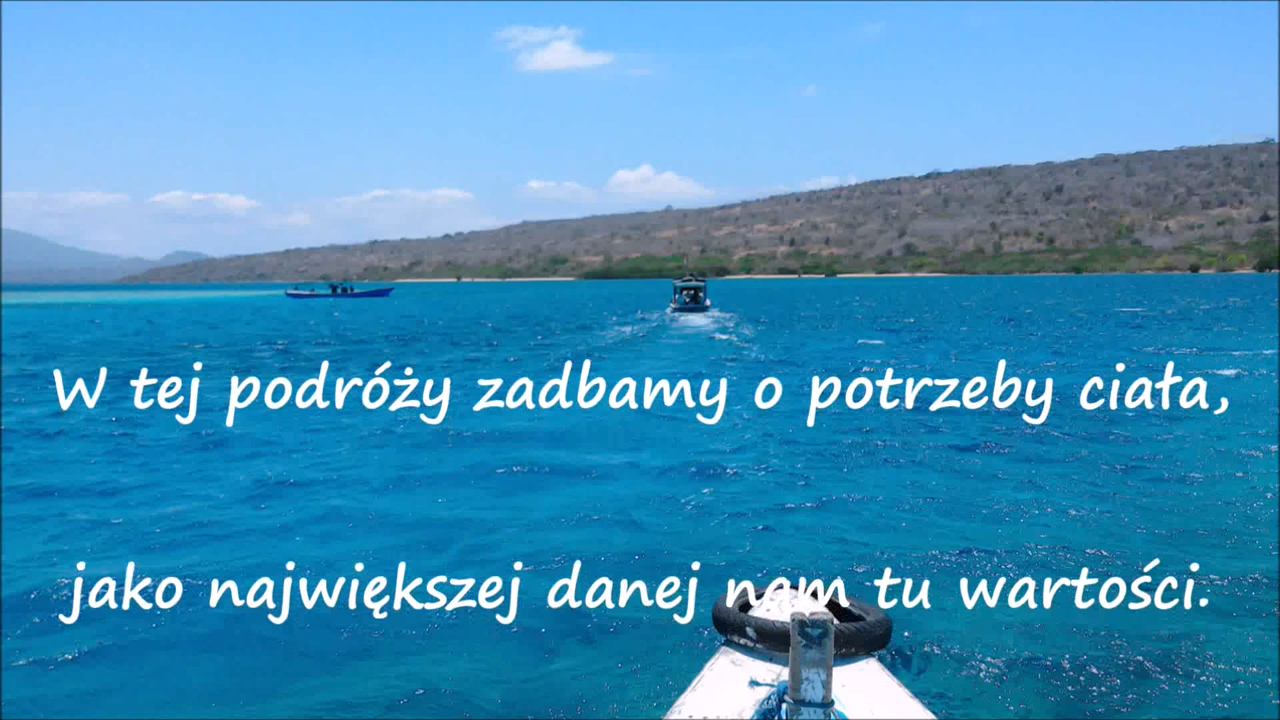 W tej podróży zadbamy o potrzeby ciała,
jako największej danej nam tu wartości.